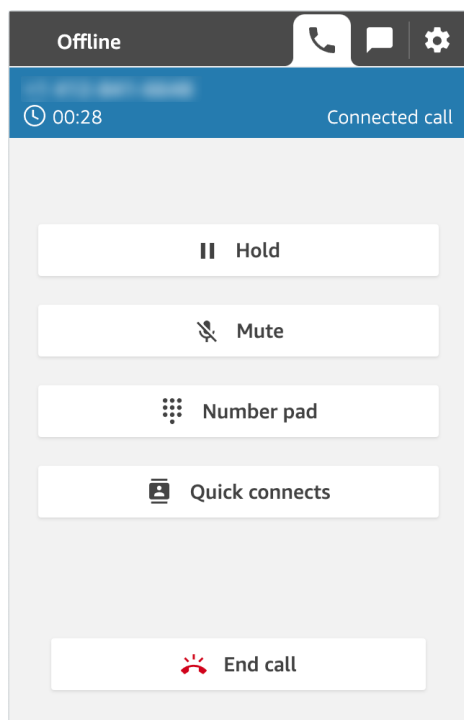 Offline
00:28 Connected call
Hold
Mute
Number pad
Quick connects
End call